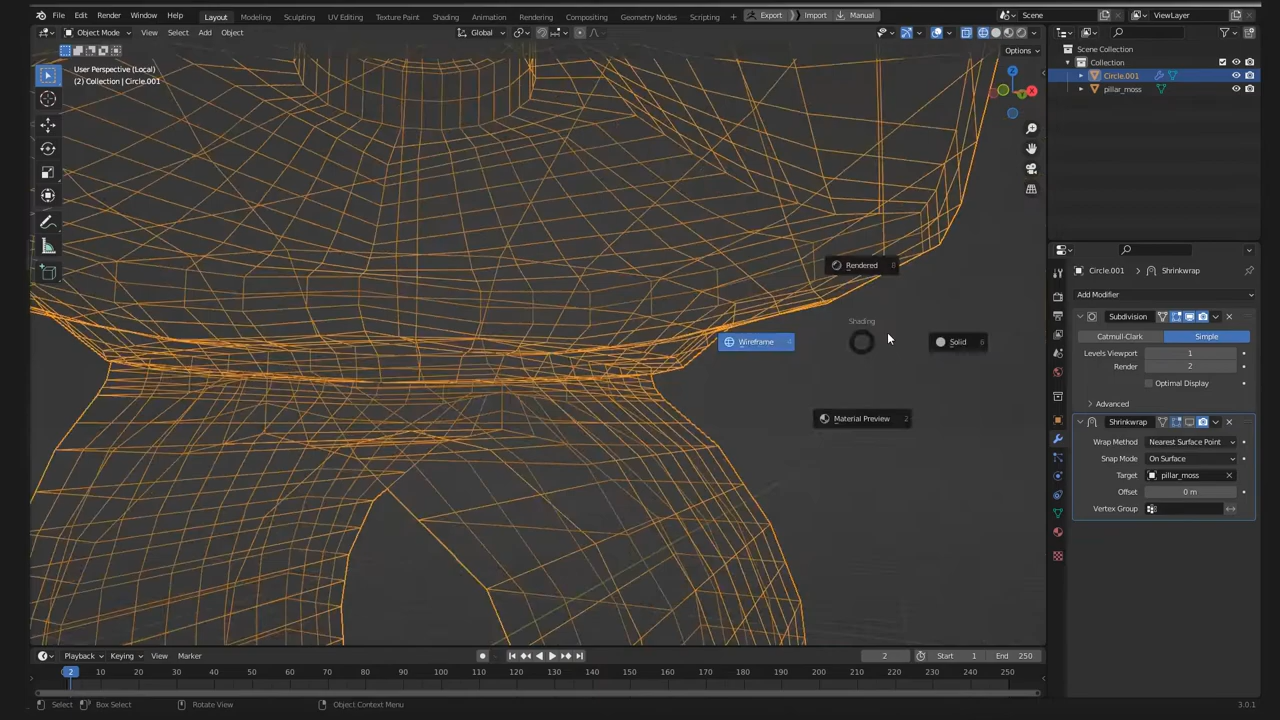 File Edit Render Window Help Layout Modeling Sculpting UV Editing Texture Paint Shading Animation Rendering Compositing Geometry Nodes Scripting + Export Import Manual Scene ViewLayer
Object Mode View Select Add Object Global
Options
User Perspective (Local)
(2) Collection | Circle.001
Scene Collection
Collection
Circle.001
pillar_moss
Rendered 8
Shading
Wireframe 4
Solid 6
Material Preview 2
Circle.001 > Shrinkwrap
Add Modifier
Subdivision
Catmull-Clark Simple
Levels Viewport 1
Render 2
Optimal Display
Advanced
Shrinkwrap
Wrap Method Nearest Surface Point
Snap Mode On Surface
Target pillar_moss
Offset 0 m
Vertex Group
Playback Keying View Marker 2 Start 1 End 250
2 10 20 30 40 50 60 70 80 90 100 110 120 130 140 150 160 170 180 190 200 210 220 230 240 250
Select Box Select Rotate View Object Context Menu 3.0.1